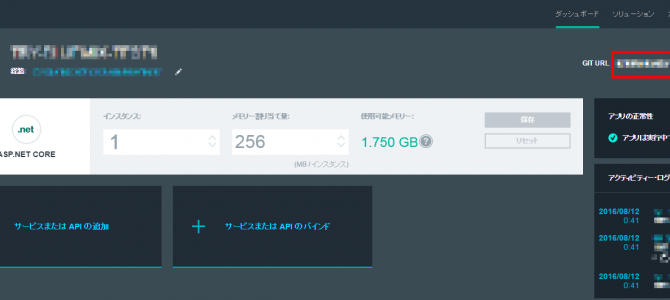 ダッシュボード ソリューション
GIT URL
.net
ASP.NET CORE
インスタンス:
1
メモリー割り当て量:
256
(MB / インスタンス)
使用可能メモリー:
1.750 GB ?
保存
リセット
アプリの正常性
アプリは実行中で
サービスまたは API の追加
サービスまたは API のバインド
アクティビティー・ログ
2016/08/12
0:41
2016/08/12
0:41
2016/08/12
0:41